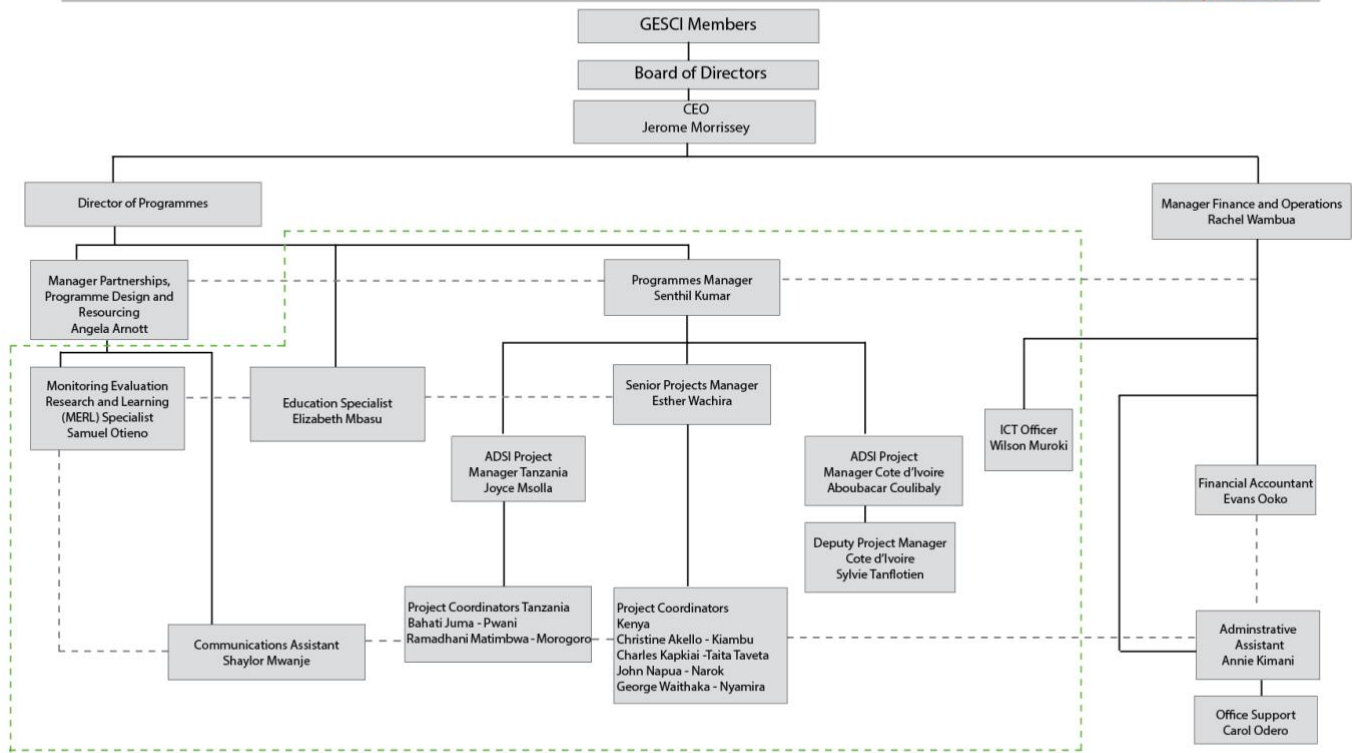 GESCI Members
Board of Directors
CEO
Jerome Morrissey
Director of Programmes
Manager Finance and Operations
Rachel Wambua
Manager Partnerships,
Programme Design and
Resourcing
Angela Arnott
Programmes Manager
Senthil Kumar
Monitoring Evaluation
Research and Learning
(MERL) Specialist
Samuel Otieno
Education Specialist
Elizabeth Mbasu
Senior Projects Manager
Esther Wachira
ICT Officer
Wilson Muroki
ADSI Project
Manager Tanzania
Joyce Msolla
ADSI Project
Manager Cote d'Ivoire
Aboubacar Coulibaly
Financial Accountant
Evans Ooko
Deputy Project Manager
Cote d'Ivoire
Sylvie Tanflotien
Project Coordinators Tanzania
Bahati Juma - Pwani
Ramadhani Matimbwa - Morogoro
Project Coordinators
Kenya
Christine Akello - Kiambu
Charles Kapkiai -Taita Taveta
John Napua - Narok
George Waithaka - Nyamira
Communications Assistant
Shaylor Mwanje
Adminstrative
Assistant
Annie Kimani
Office Support
Carol Odero